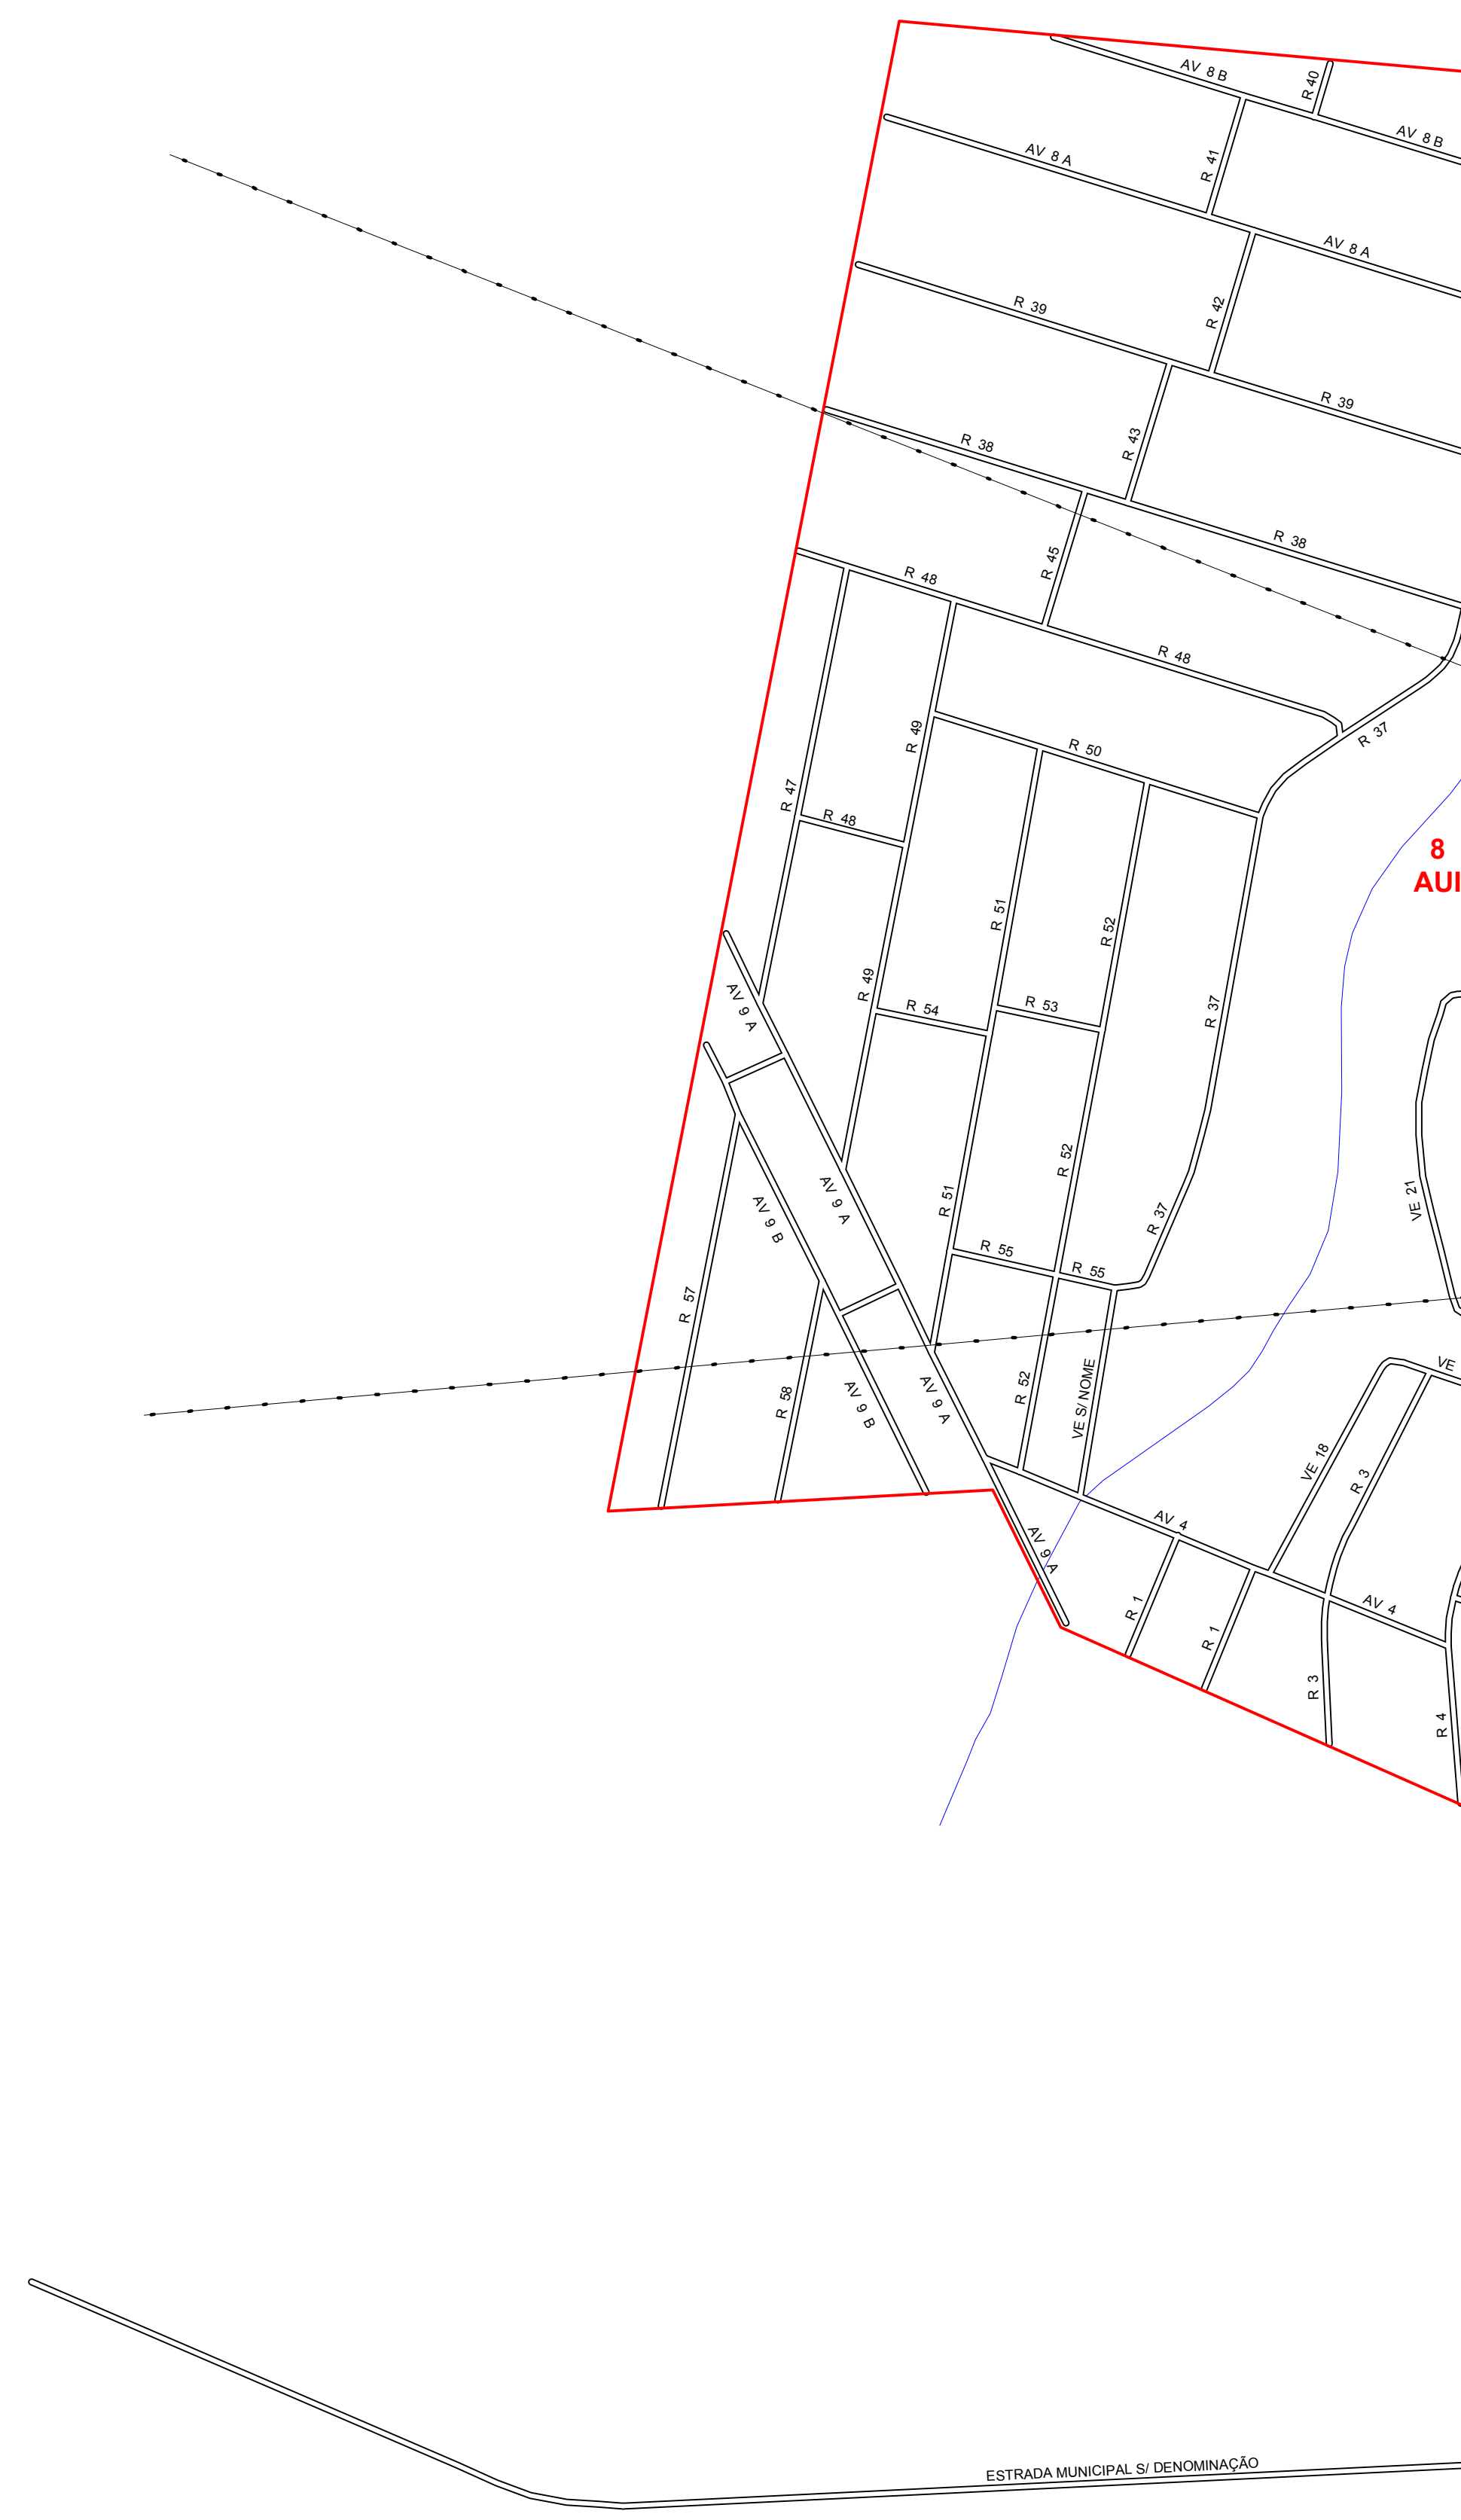 AV 8 B
R 40
AV 8 B
AV 8 A
R 41
AV 8 A
R 39
R 42
R 39
R 38
R 43
R 38
R 45
R 48
R 48
R 49
R 50
R 37
R 47
R 48
8
AUI
R 51
R 52
R 49
AV 9 A
R 54
R 53
R 37
R 52
AV 9 A
R 51
AV 9 B
R 37
VE 21
R 55
R 55
R 57
VE
R 58
AV 9 B
AV 9 A
R 52
VE S/ NOME
VE 18
R 3
AV 4
AV 9 A
R 1
R 1
AV 4
R 3
R 4
ESTRADA MUNICIPAL S/ DENOMINAÇÃO